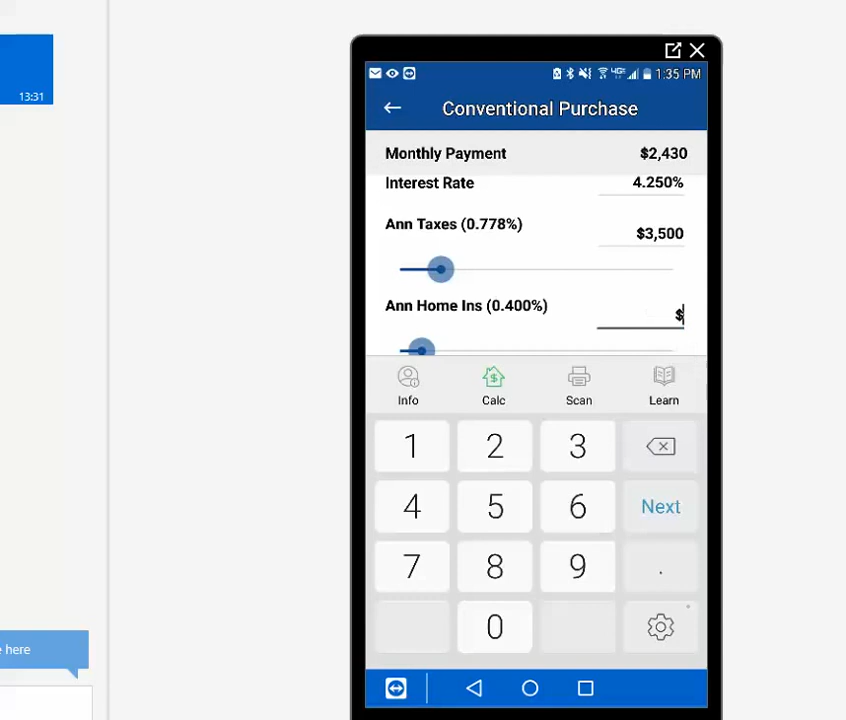 13:31
1:35 PM
Conventional Purchase
Monthly Payment $2,430
Interest Rate 4.250%
Ann Taxes (0.778%) $3,500
Ann Home Ins (0.400%) $
Info Calc Scan Learn
1 2 3
4 5 6 Next
7 8 9 .
0
here